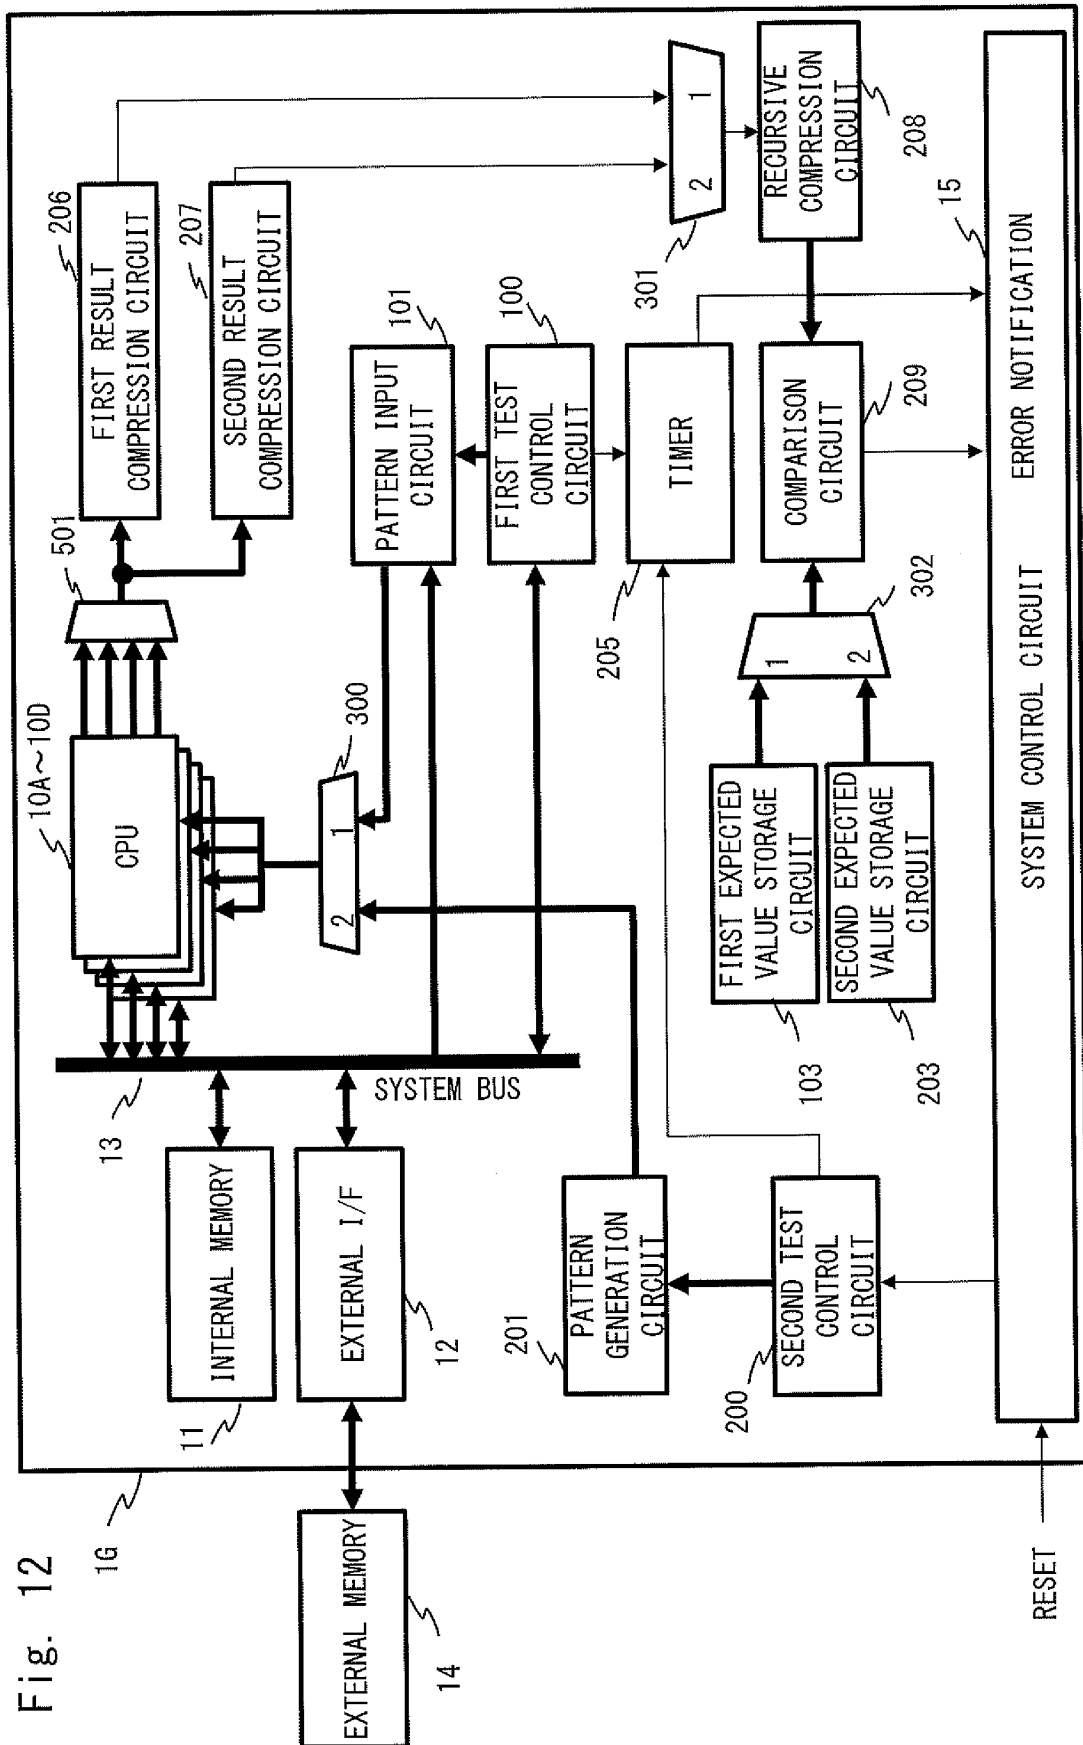 Fig. 12
1G
10A~10D
CPU
501
FIRST RESULT
COMPRESSION CIRCUIT
206
SECOND RESULT
COMPRESSION CIRCUIT
207
13
SYSTEM BUS
INTERNAL MEMORY
11
EXTERNAL I/F
12
EXTERNAL MEMORY
14
2
1
300
PATTERN INPUT
CIRCUIT
101
FIRST TEST
CONTROL
CIRCUIT
100
TIMER
205
2
1
301
RECURSIVE
COMPRESSION
CIRCUIT
208
PATTERN
GENERATION
CIRCUIT
201
SECOND TEST
CONTROL
CIRCUIT
200
FIRST EXPECTED
VALUE STORAGE
CIRCUIT
103
SECOND EXPECTED
VALUE STORAGE
CIRCUIT
203
1
2
302
COMPARISON
CIRCUIT
209
15
SYSTEM CONTROL CIRCUIT
ERROR NOTIFICATION
RESET